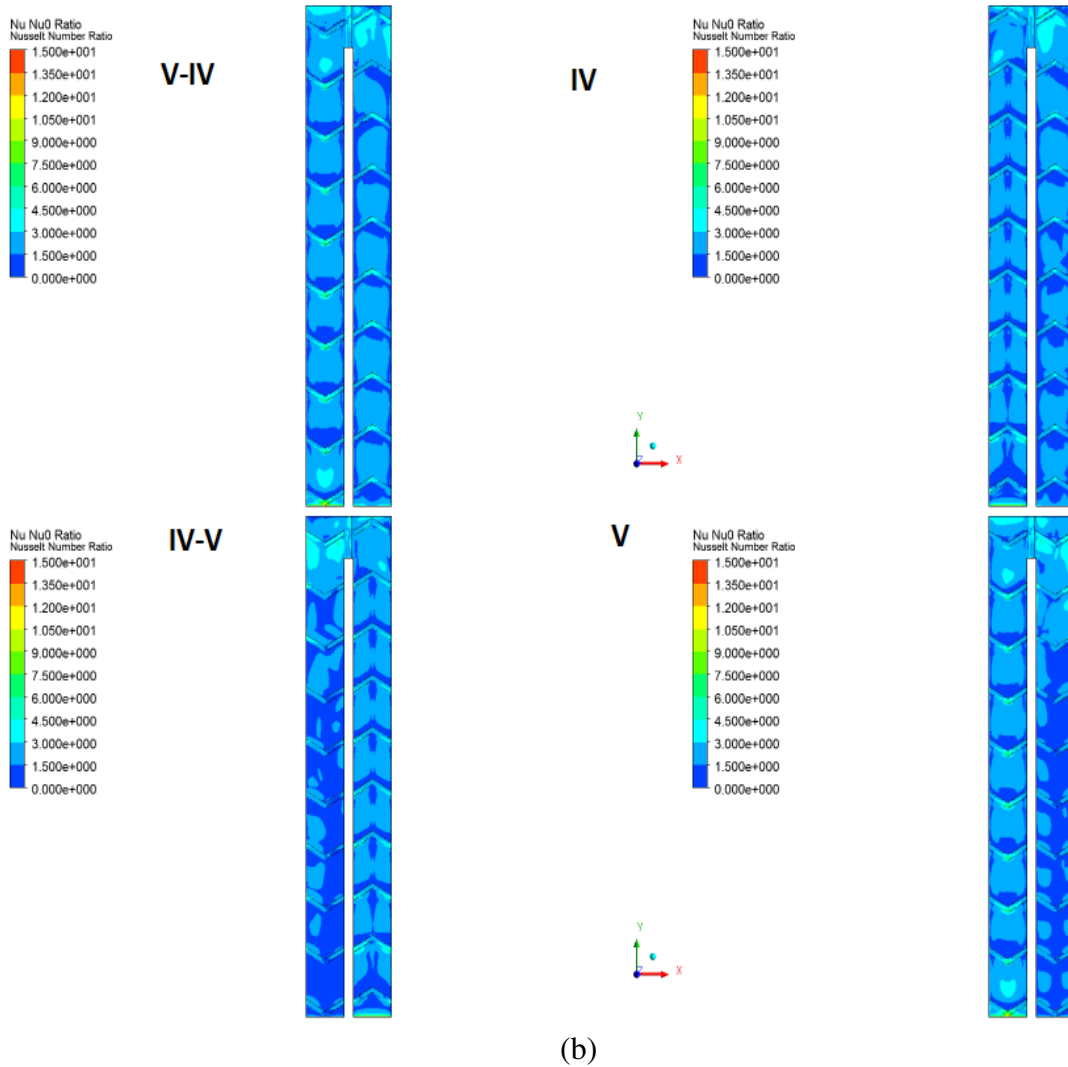 Nu Nu0 Ratio
Nusselt Number Ratio
1.500e+001
1.350e+001
1.200e+001
1.050e+001
9.000e+000
7.500e+000
6.000e+000
4.500e+000
3.000e+000
1.500e+000
0.000e+000
V-IV
IV
Nu Nu0 Ratio
Nusselt Number Ratio
1.500e+001
1.350e+001
1.200e+001
1.050e+001
9.000e+000
7.500e+000
6.000e+000
4.500e+000
3.000e+000
1.500e+000
0.000e+000
Y
Z
X
Nu Nu0 Ratio
Nusselt Number Ratio
1.500e+001
1.350e+001
1.200e+001
1.050e+001
9.000e+000
7.500e+000
6.000e+000
4.500e+000
3.000e+000
1.500e+000
0.000e+000
IV-V
V
Nu Nu0 Ratio
Nusselt Number Ratio
1.500e+001
1.350e+001
1.200e+001
1.050e+001
9.000e+000
7.500e+000
6.000e+000
4.500e+000
3.000e+000
1.500e+000
0.000e+000
Y
Z
X
(b)